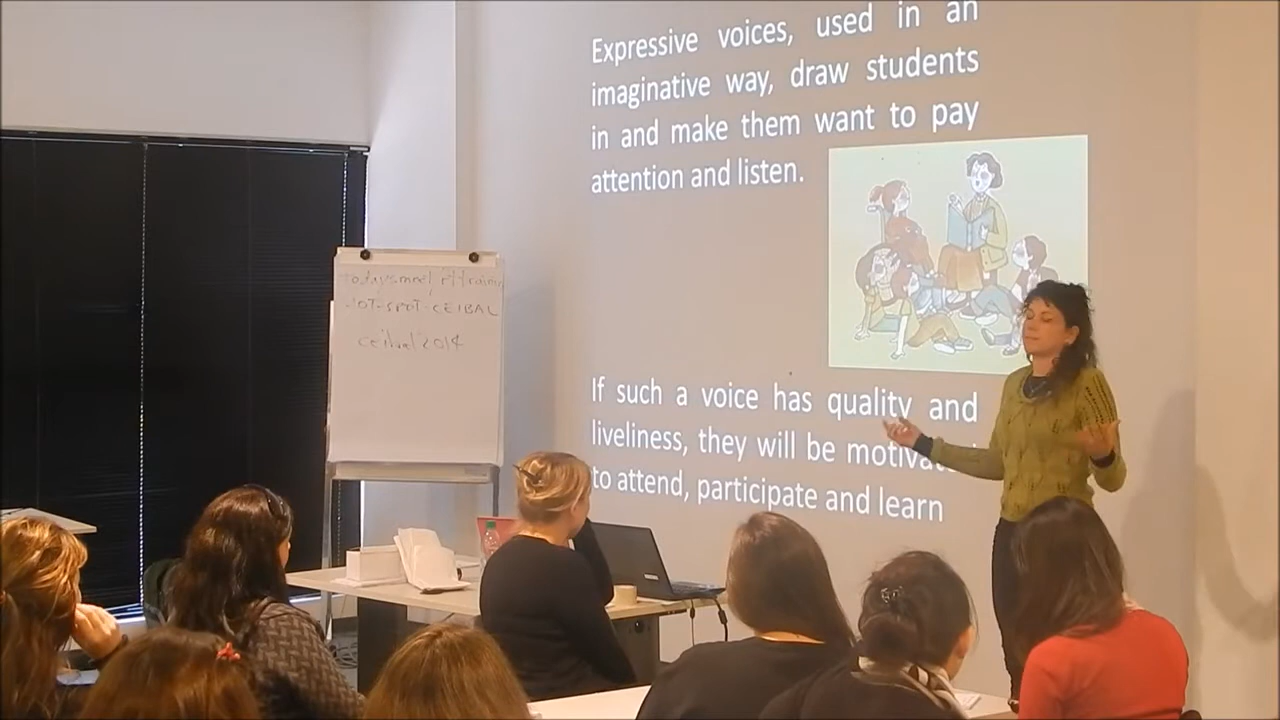 Expressive voices, used in an
imaginative way, draw students
in and make them want to pay
attention and listen.
If such a voice has quality and
liveliness, they will be
to attend, participate and learn
HOT-SPOT-CEIBAL
ceibal2014